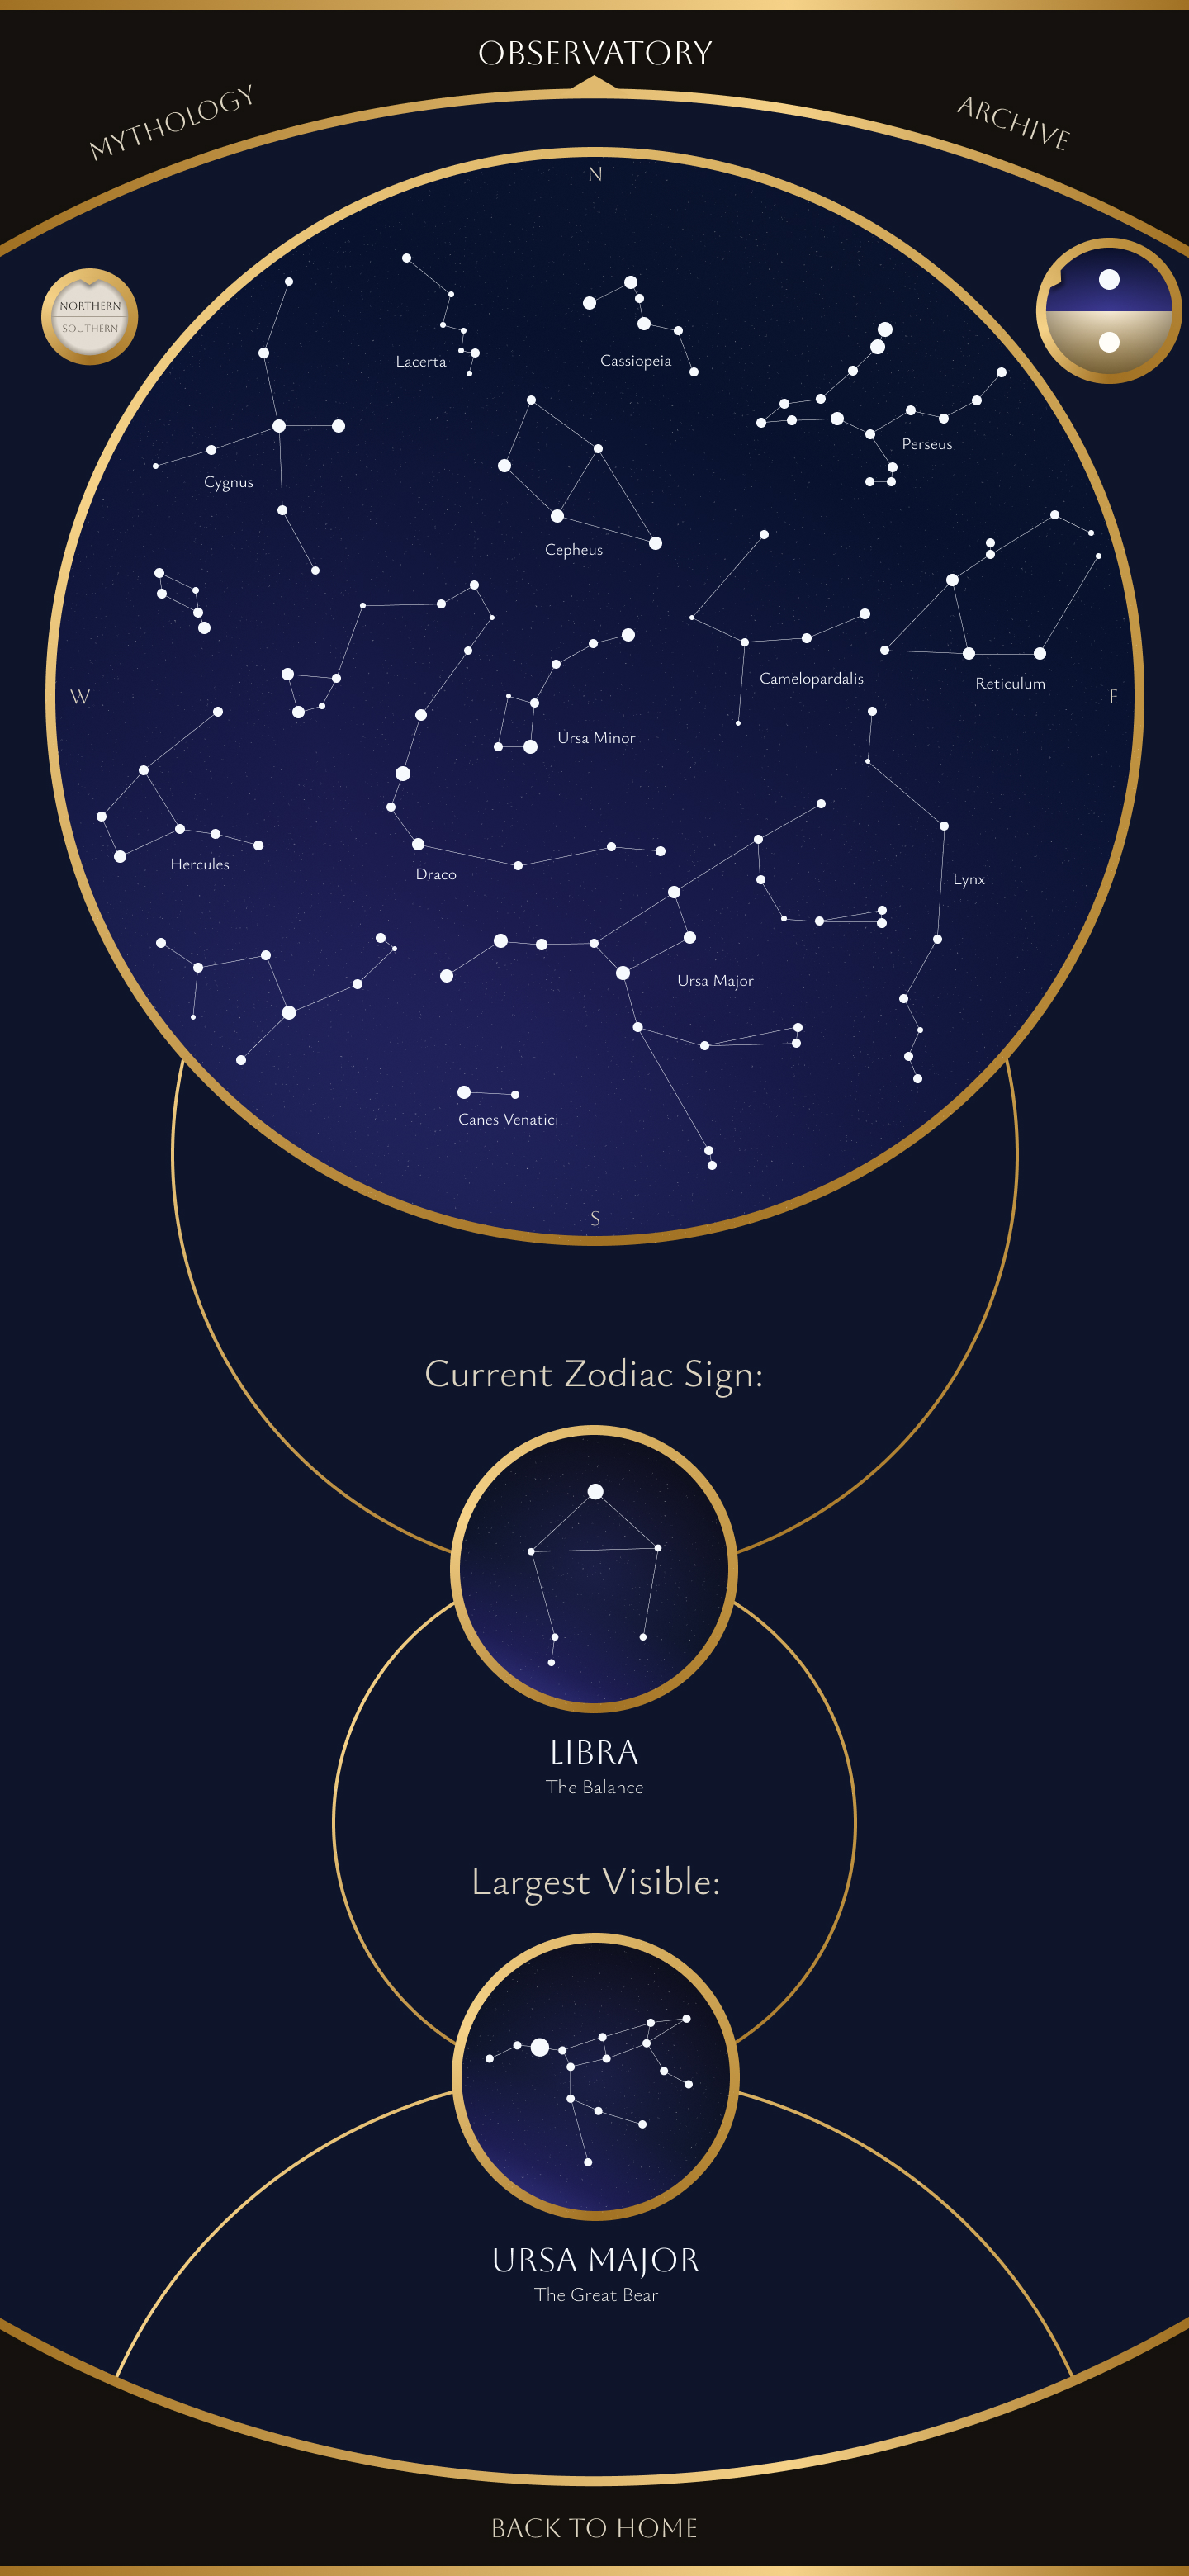 OBSERVATORY
MYTHOLOGY
ARCHIVE
N
NORTHERN
SOUTHERN
Lacerta
Cassiopeia
Perseus
Cygnus
Cepheus
Camelopardalis
Reticulum
W
E
Ursa Minor
Hercules
Draco
Lynx
Ursa Major
Canes Venatici
S
Current Zodiac Sign:
LIBRA
The Balance
Largest Visible:
URSA MAJOR
The Great Bear
BACK TO HOME